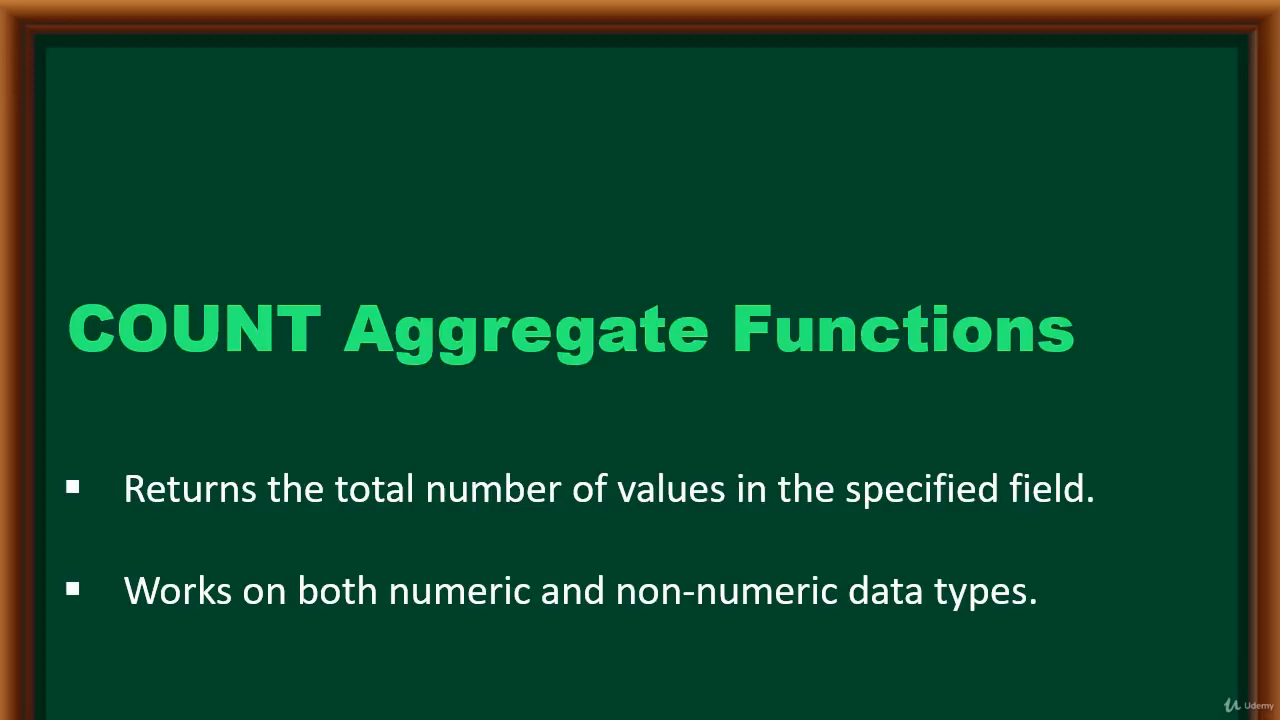 COUNT Aggregate Functions
▪ Returns the total number of values in the specified field.
▪ Works on both numeric and non-numeric data types.
Udemy